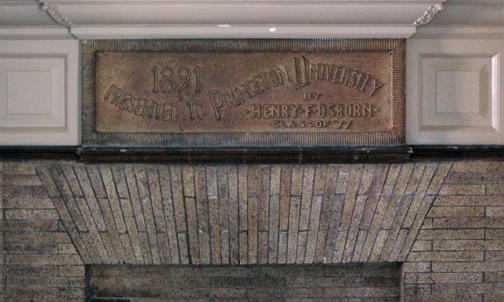 1891
PRESENTED TO PRINCETON UNIVERSITY
BY
·HENRY·F·OSBORN·
CLASS OF '77